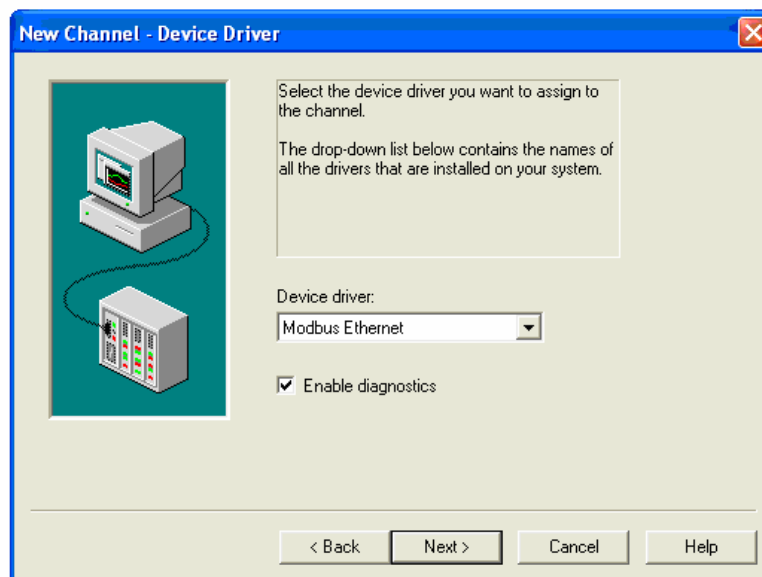 New Channel - Device Driver
Select the device driver you want to assign to
the channel.
The drop-down list below contains the names of
all the drivers that are installed on your system.
Device driver:
Modbus Ethernet
Enable diagnostics
< Back
Next >
Cancel
Help